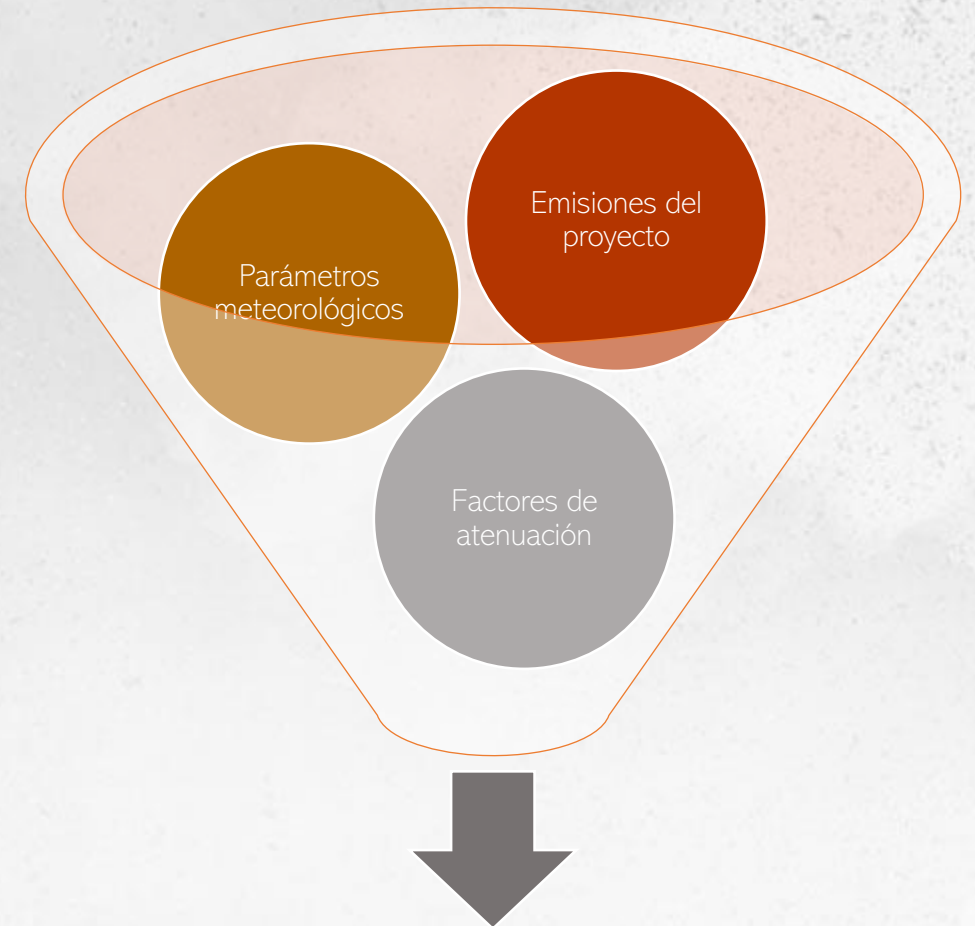 Emisiones del
proyecto
Parámetros
meteorológicos
Factores de
atenuación